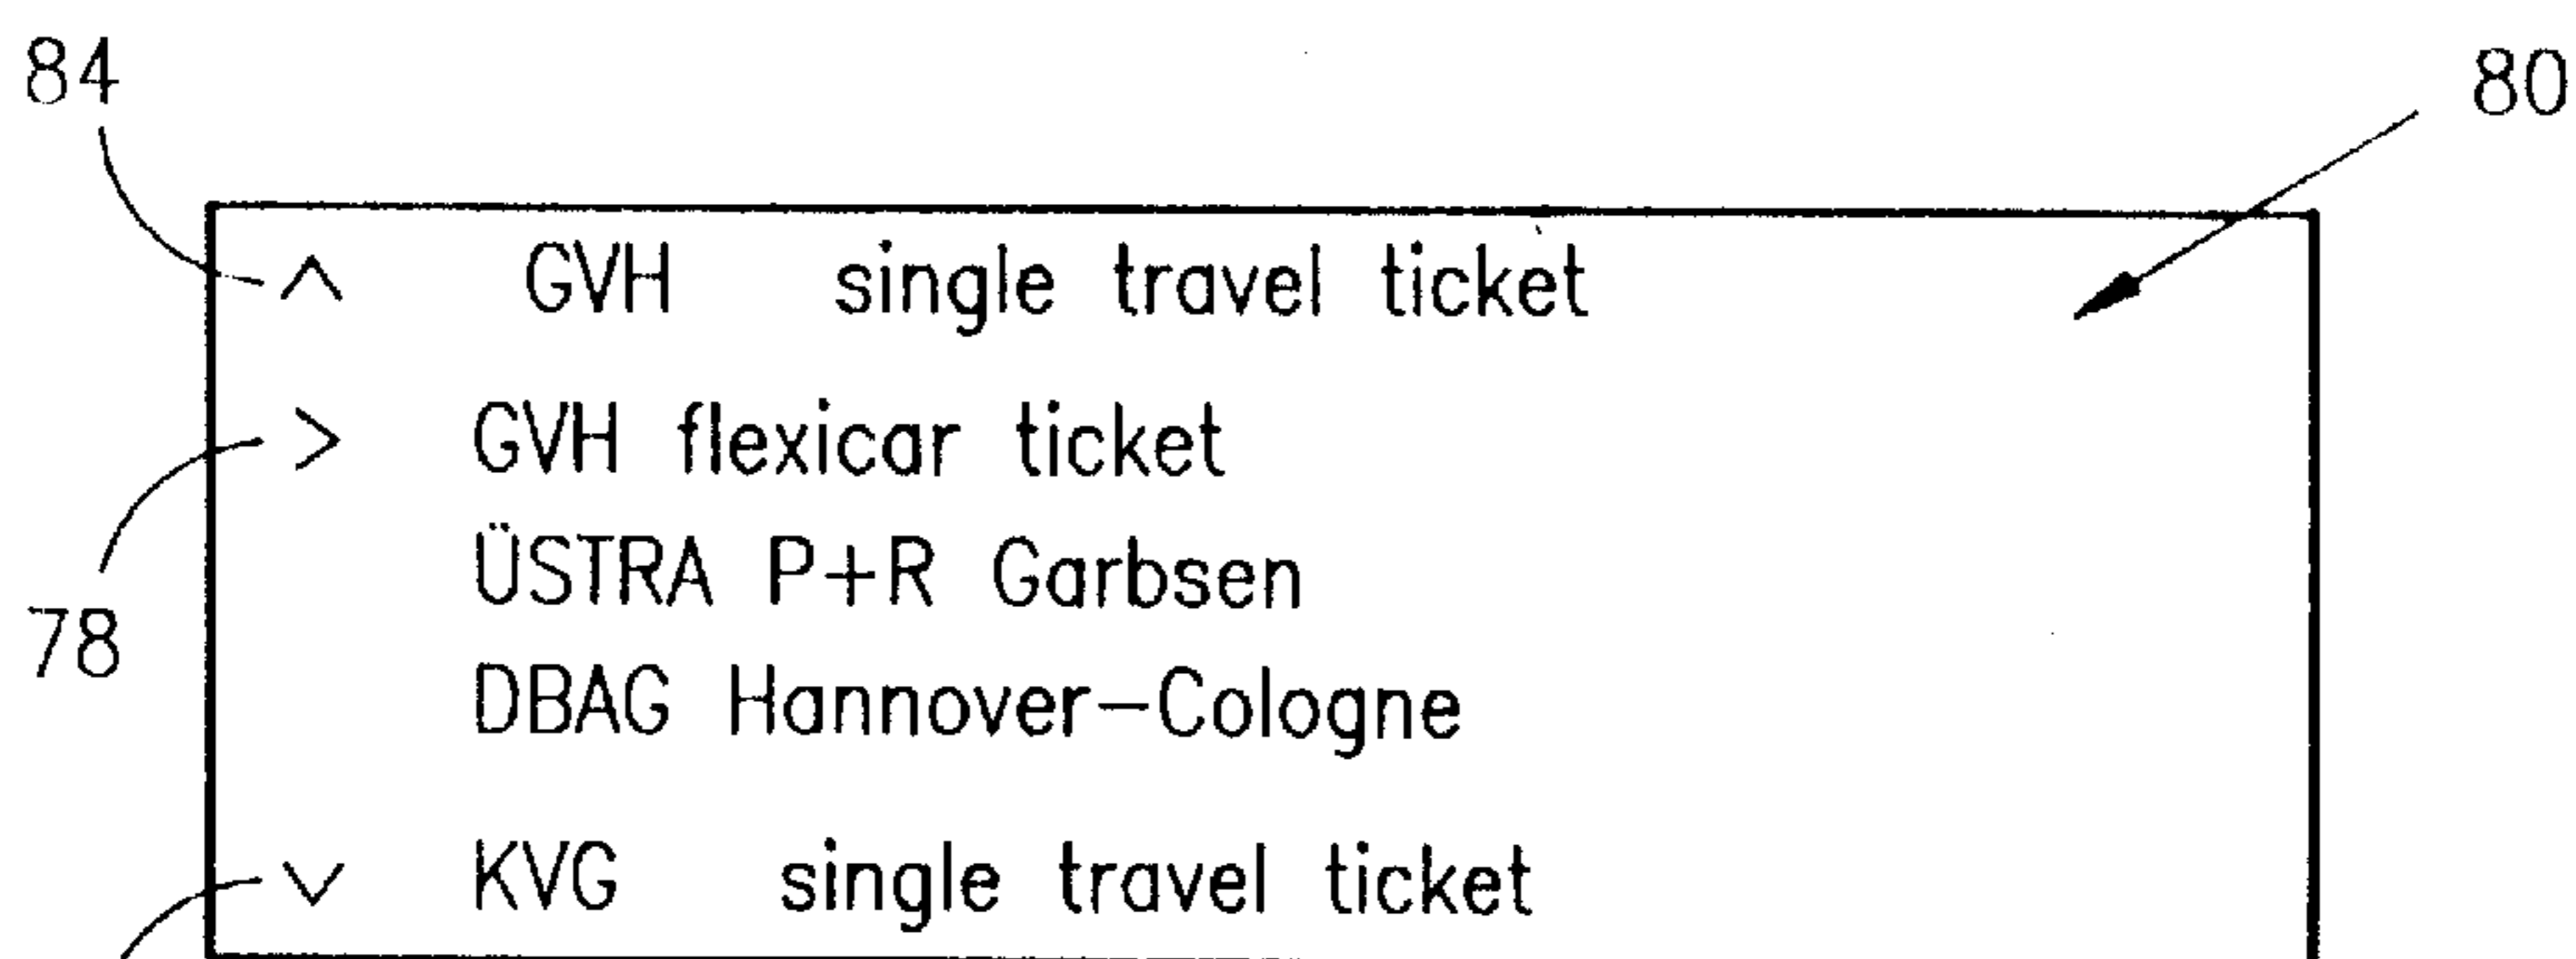 84
80
^ GVH single travel ticket
> GVH flexicar ticket
ÜSTRA P+R Garbsen
78
DBAG Hannover-Cologne
v KVG single travel ticket